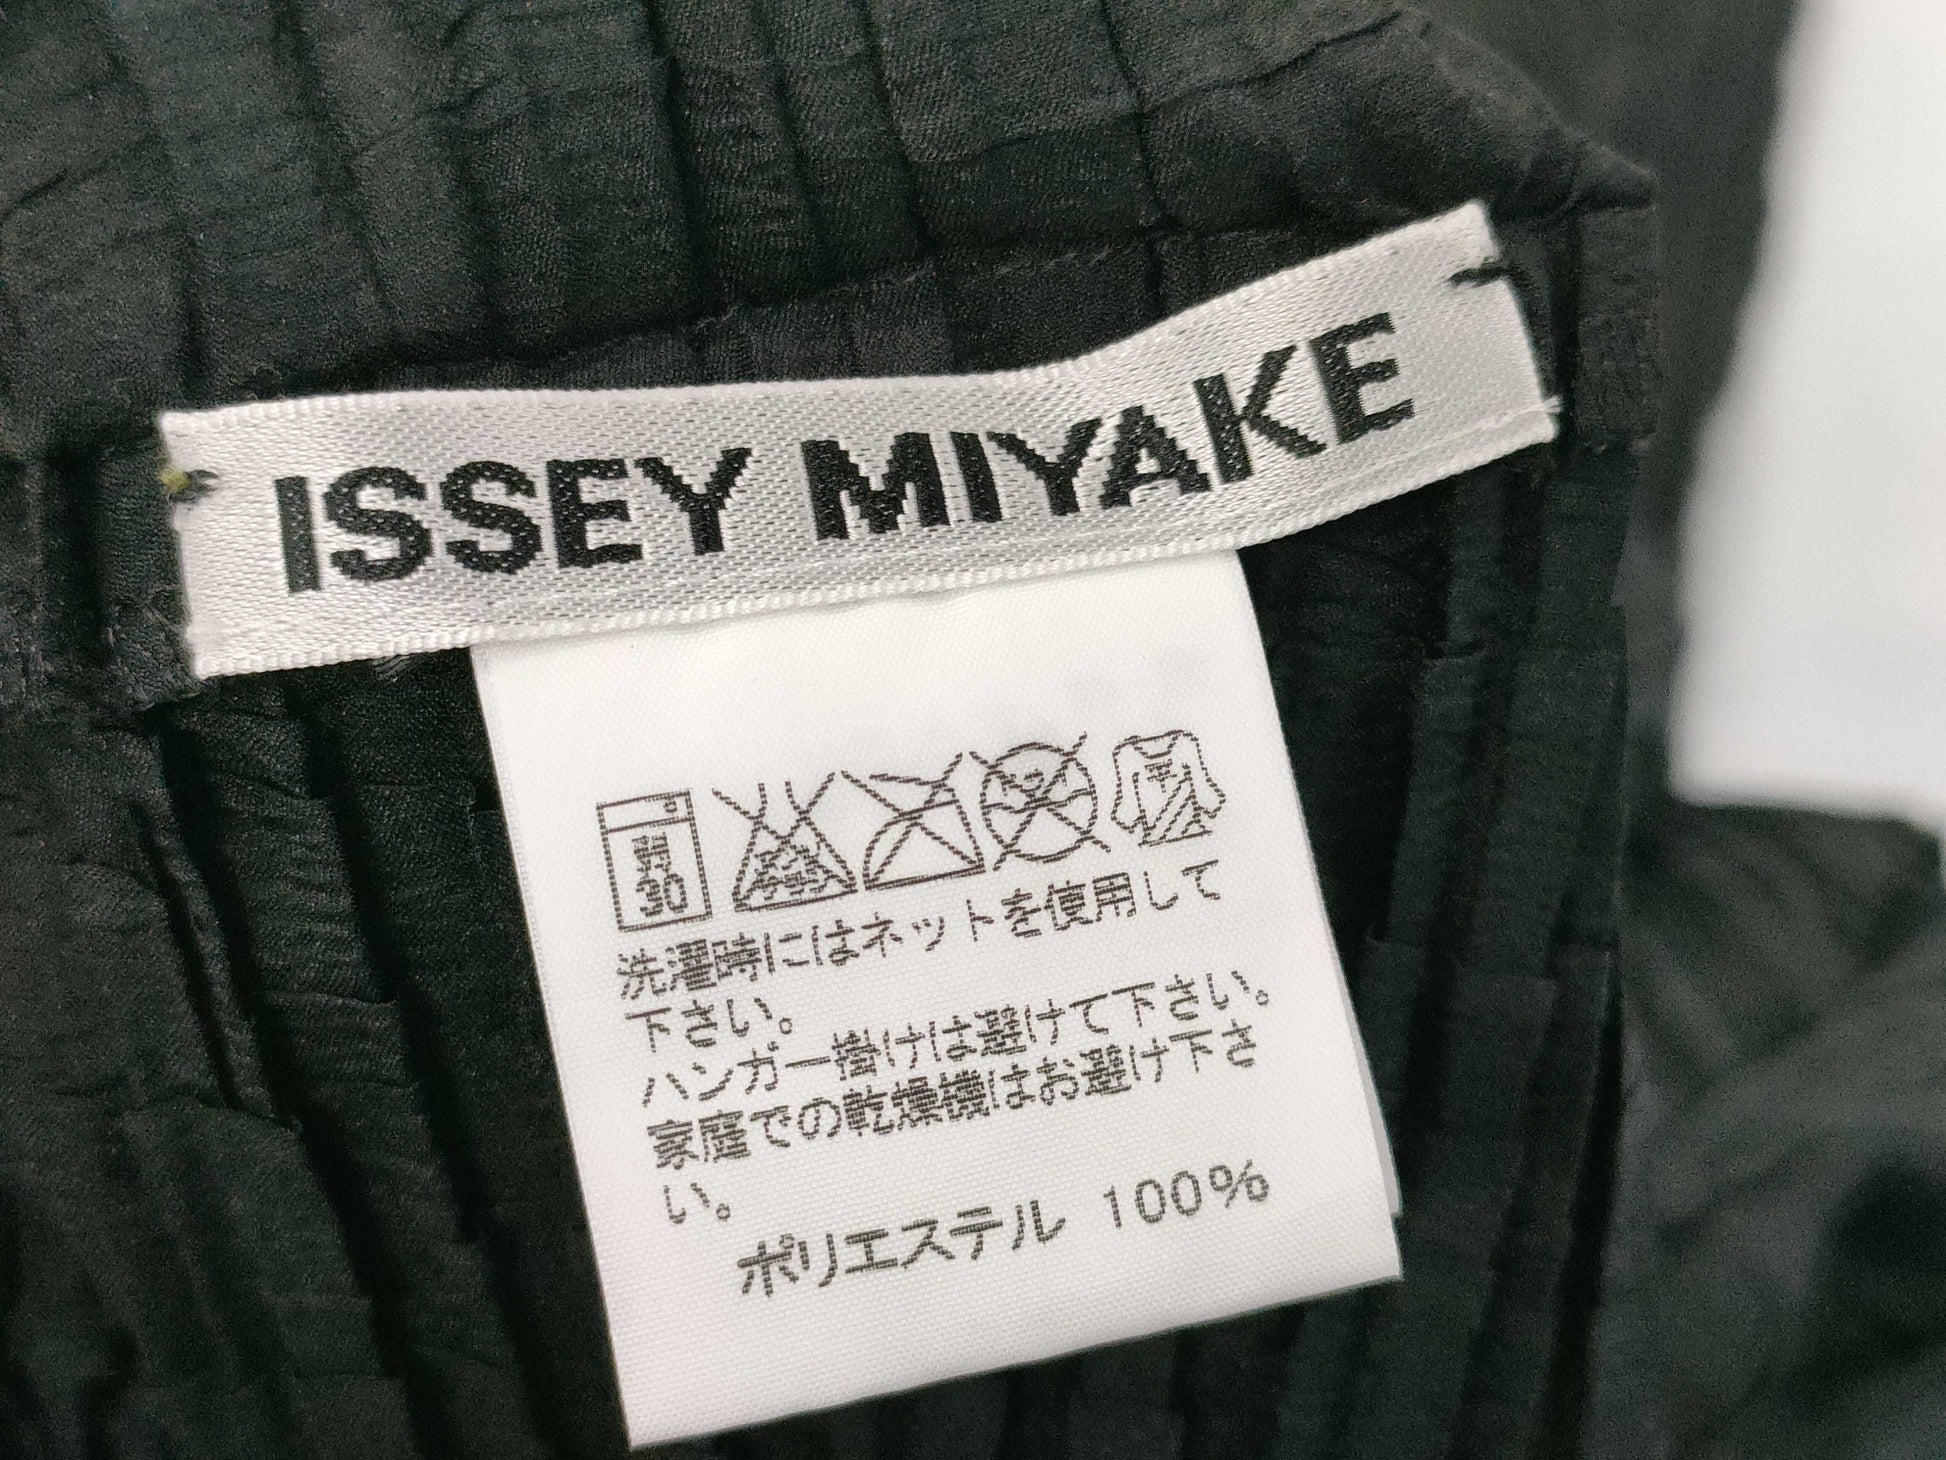 ISSEY MIYAKE
30
洗濯時にはネットを使用して
下さい。
ハンガー掛けは避けて下さい。
家庭での乾燥機はお避け下さ
い。
ポリエステル 100%